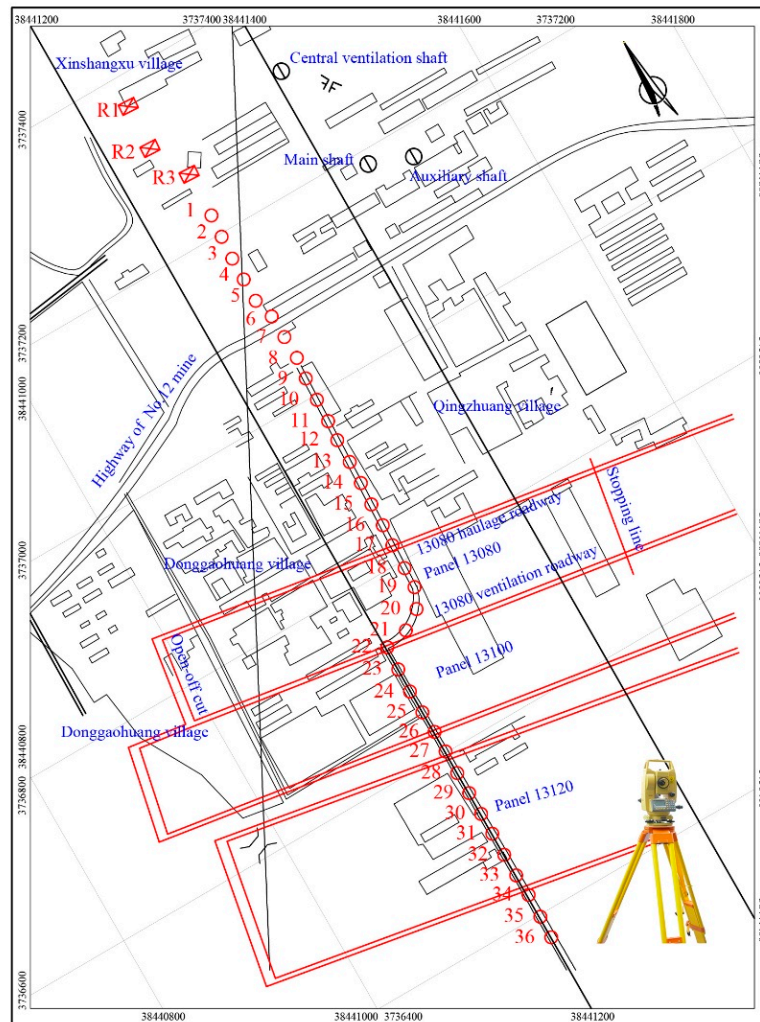 38441200
3737400
38441400
38441600
3737200
38441800
Xinshangxu village
Central ventilation shaft
R1
3737400
R2
Main shaft
R3
Auxiliary shaft
1
2
3
4
5
6
3737200
7
8
9
38441000
10
Highway of No.12 mine
Qingzhuang village
11
12
13
14
Stopping line
15
16
13080 haulage roadway
17
3737000
Donggaohuang village
18
Panel 13080
19
13080 ventilation roadway
20
21
22
Panel 13100
23
Open-off cut
24
25
Donggaohuang village
26
27
38440800
28
3736800
29
Panel 13120
30
31
32
33
34
35
36
3736600
38440800
38441000
3736400
38441200